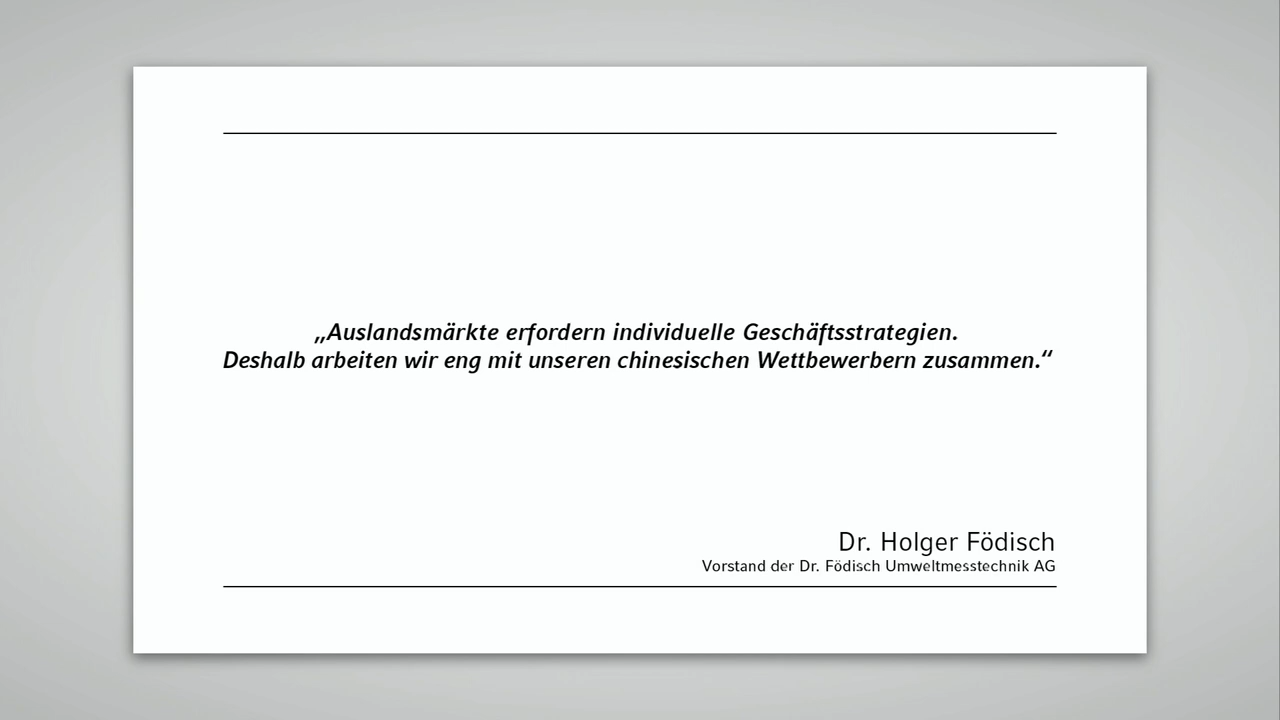 „Auslandsmärkte erfordern individuelle Geschäftsstrategien.
Deshalb arbeiten wir eng mit unseren chinesischen Wettbewerbern zusammen.“
Dr. Holger Födisch
Vorstand der Dr. Födisch Umweltmesstechnik AG